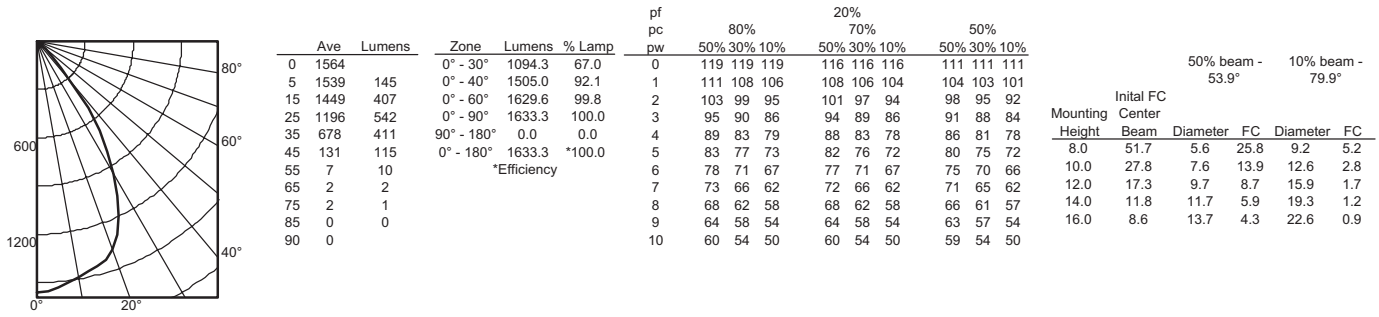 600
1200
0°
20°
40°
60°
80°
Ave Lumens
0 1564
5 1539 145
15 1449 407
25 1196 542
35 678 411
45 131 115
55 7 10
65 2 2
75 2 1
85 0 0
90 0
Zone Lumens % Lamp
0° - 30° 1094.3 67.0
0° - 40° 1505.0 92.1
0° - 60° 1629.6 99.8
0° - 90° 1633.3 100.0
90° - 180° 0.0 0.0
0° - 180° 1633.3 *100.0
*Efficiency
pf 20%
pc 80% 70% 50%
pw 50% 30% 10% 50% 30% 10% 50% 30% 10%
0 119 119 119 116 116 116 111 111 111
1 111 108 106 108 106 104 104 103 101
2 103 99 95 101 97 94 98 95 92
3 95 90 86 94 89 86 91 88 84
4 89 83 79 88 83 78 86 81 78
5 83 77 73 82 76 72 80 75 72
6 78 71 67 77 71 67 75 70 66
7 73 66 62 72 66 62 71 65 62
8 68 62 58 68 62 58 66 61 57
9 64 58 54 64 58 54 63 57 54
10 60 54 50 60 54 50 59 54 50
50% beam - 10% beam -
53.9° 79.9°
Inital FC
Mounting Center
Height Beam Diameter FC Diameter FC
8.0 51.7 5.6 25.8 9.2 5.2
10.0 27.8 7.6 13.9 12.6 2.8
12.0 17.3 9.7 8.7 15.9 1.7
14.0 11.8 11.7 5.9 19.3 1.2
16.0 8.6 13.7 4.3 22.6 0.9